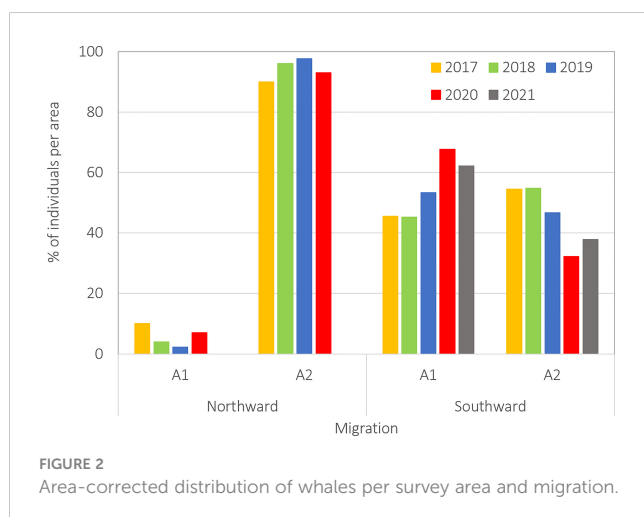 100
80
60
40
20
0
% of individuals per area
2017 2018 2019
2020 2021
A1 A2 A1 A2
Northward Southward
Migration
FIGURE 2
Area-corrected distribution of whales per survey area and migration.